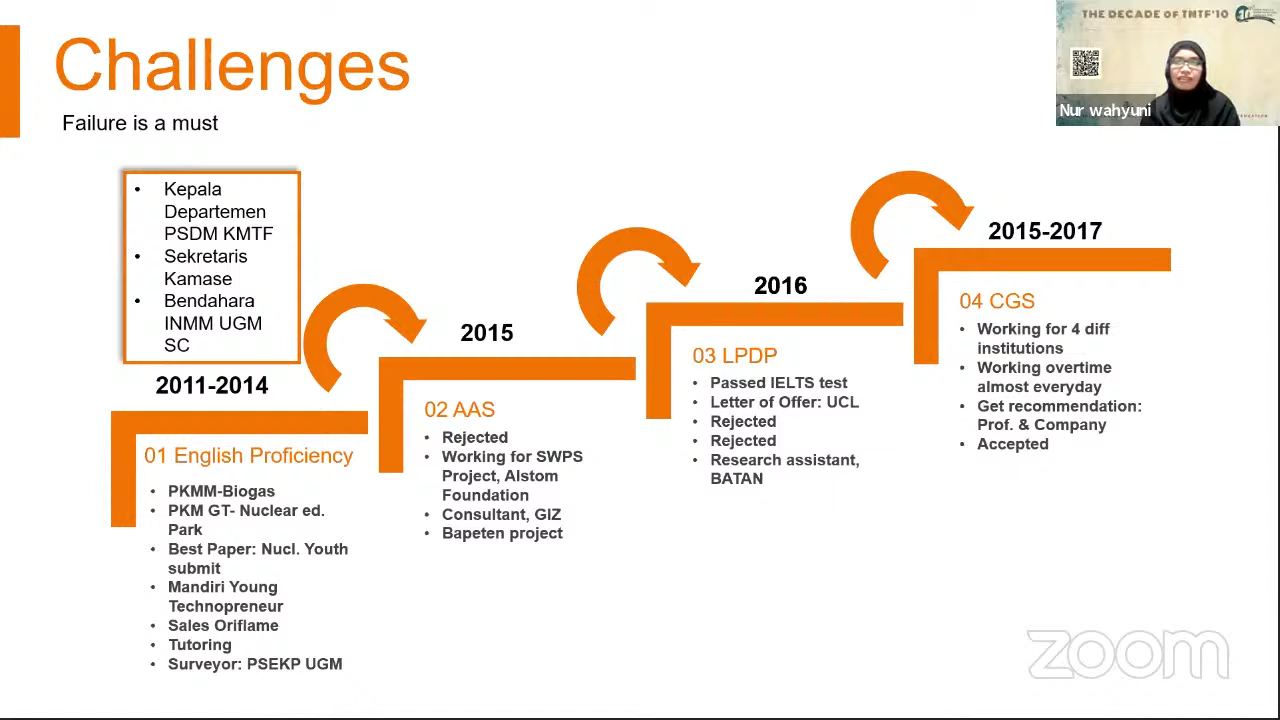 Challenges
Failure is a must
THE DECADE OF TNTF'10
Nur wahyuni
• Kepala
Departemen
PSDM KMTF
• Sekretaris
Kamase
• Bendahara
INMM UGM
SC
2011-2014
01 English Proficiency
• PKMM-Biogas
• PKM GT- Nuclear ed.
Park
• Best Paper: Nucl. Youth
submit
• Mandiri Young
Technopreneur
• Sales Oriflame
• Tutoring
• Surveyor: PSEKP UGM
2015
02 AAS
• Rejected
• Working for SWPS
Project, Alstom
Foundation
• Consultant, GIZ
• Bapeten project
2016
03 LPDP
• Passed IELTS test
• Letter of Offer: UCL
• Rejected
• Rejected
• Research assistant,
BATAN
2015-2017
04 CGS
• Working for 4 diff
institutions
• Working overtime
almost everyday
• Get recommendation:
Prof. & Company
• Accepted
zoom